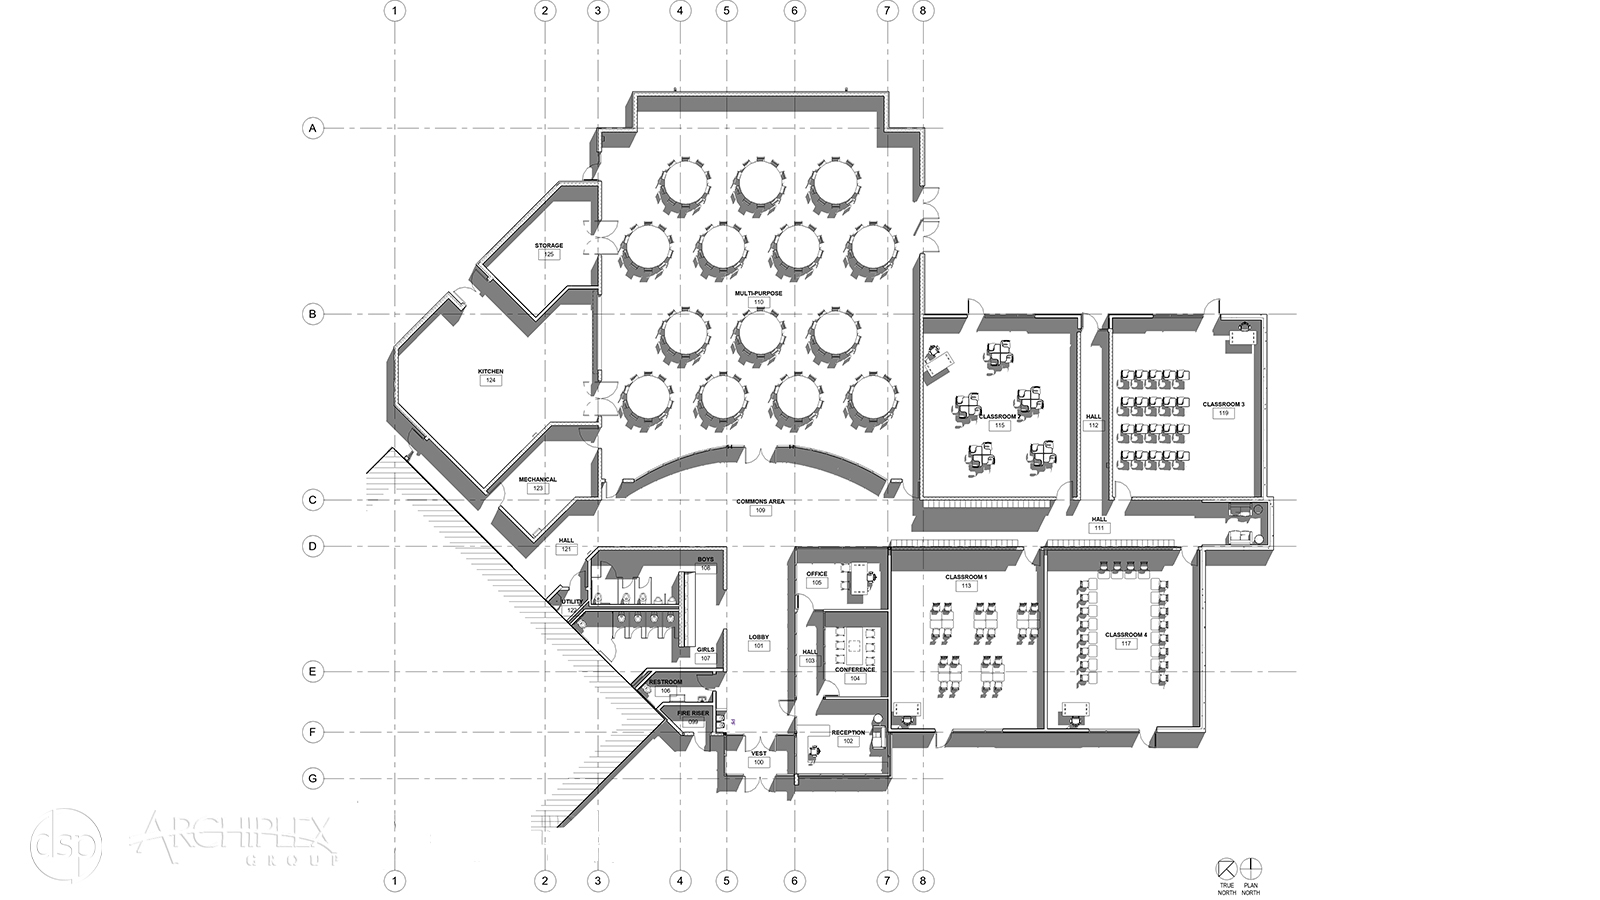 1 2 3 4 5 6 7 8
A
STORAGE
125
MULTI-PURPOSE
110
B
KITCHEN
124
CLASSROOM 2
115
HALL
112
CLASSROOM 3
119
MECHANICAL
123
C
COMMONS AREA
109
HALL
111
D
HALL
121
BOYS
108
OFFICE
105
CLASSROOM 1
113
UTILITY
LOBBY
101
CLASSROOM 4
117
GIRLS
107
HALL
103
E
CONFERENCE
104
RESTROOM
106
FIRE RISER
099
F
RECEPTION
102
VEST
100
G
dsp
ARCHIPLEX
GROUP
1 2 3 4 5 6 7 8
TRUE
NORTH
PLAN
NORTH